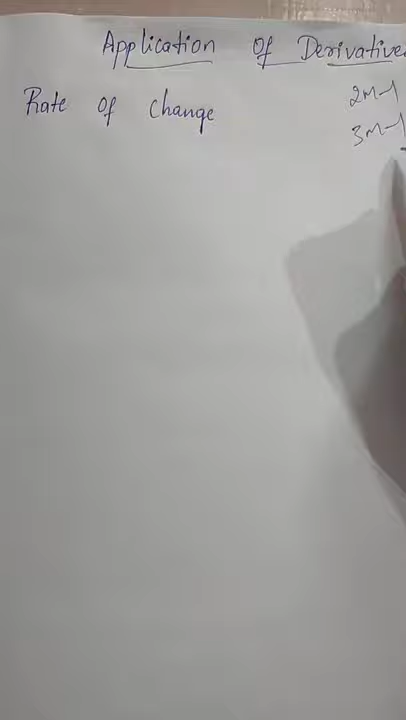 Application of Derivative
Rate of Change
2M-1
3M-1